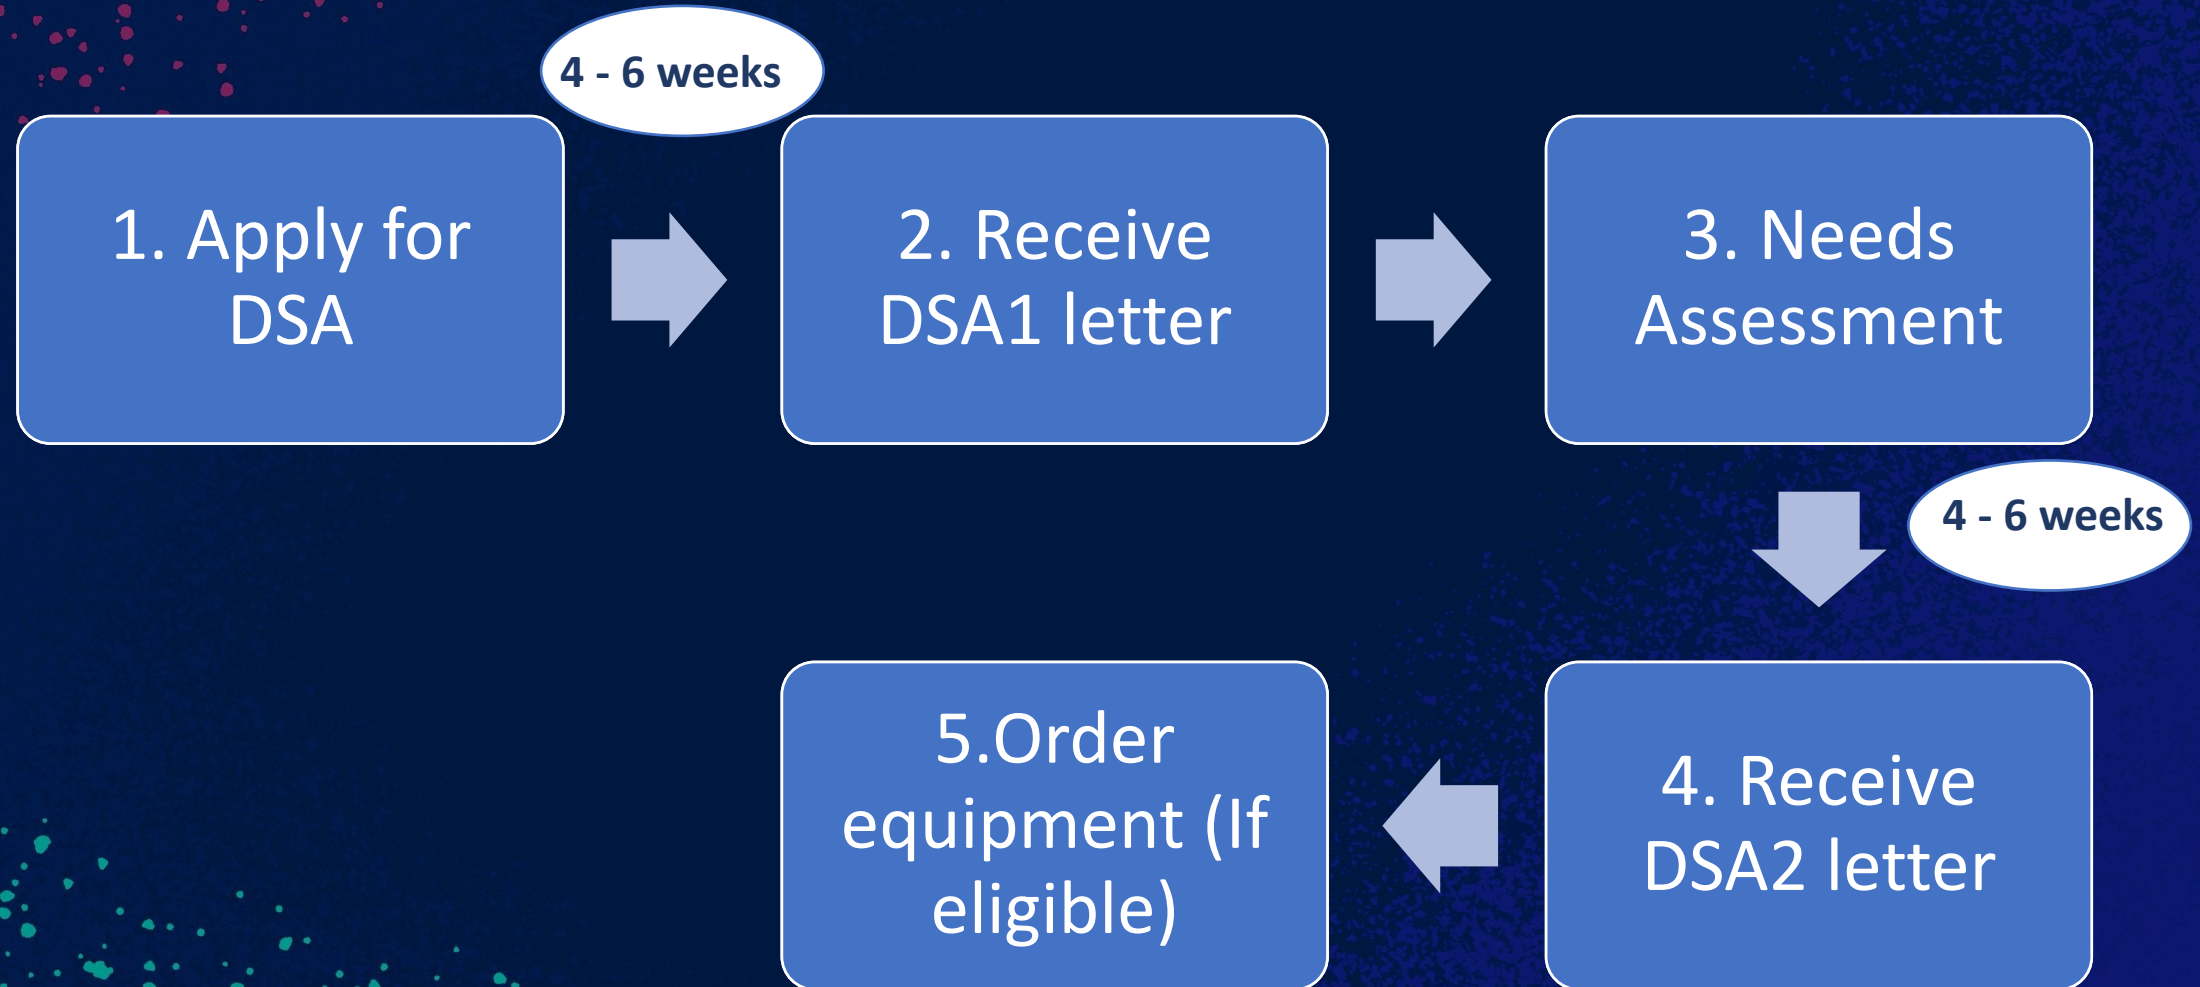 4 - 6 weeks
1. Apply for
DSA
2. Receive
DSA1 letter
3. Needs
Assessment
4 - 6 weeks
4. Receive
DSA2 letter
5.Order
equipment (If
eligible)